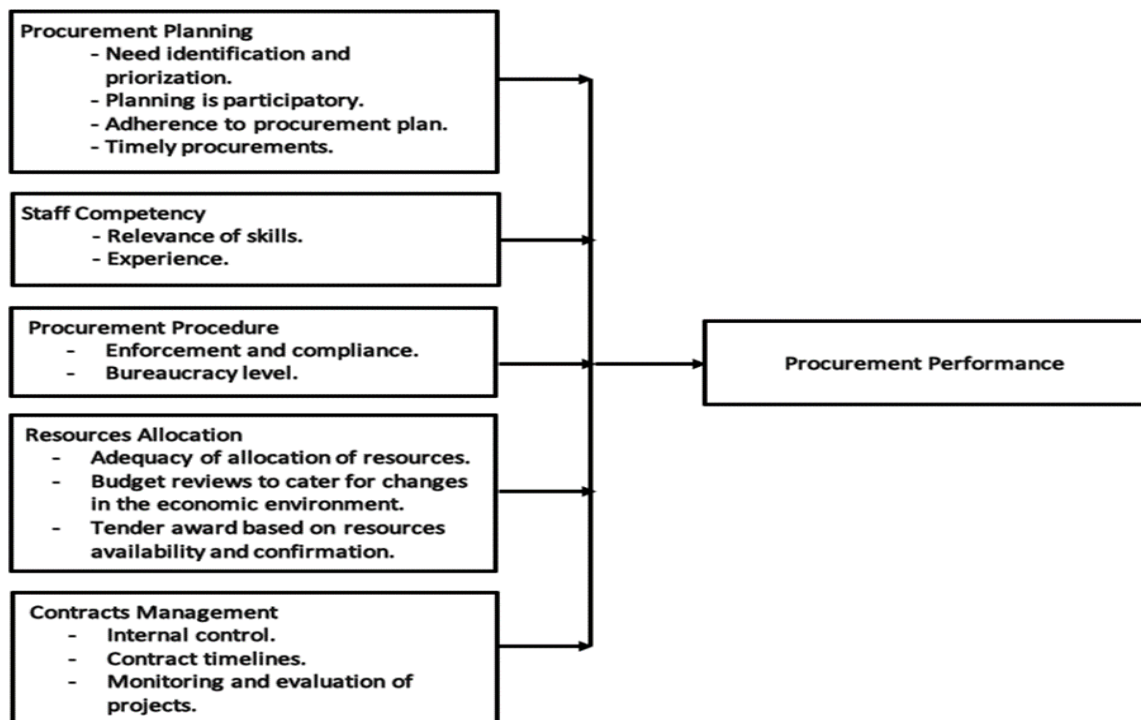 Procurement Planning
- Need identification and
priorization.
- Planning is participatory.
- Adherence to procurement plan.
- Timely procurements.
Staff Competency
- Relevance of skills.
- Experience.
Procurement Procedure
- Enforcement and compliance.
- Bureaucracy level.
Resources Allocation
- Adequacy of allocation of resources.
- Budget reviews to cater for changes
in the economic environment.
- Tender award based on resources
availability and confirmation.
Contracts Management
- Internal control.
- Contract timelines.
- Monitoring and evaluation of
projects.
Procurement Performance